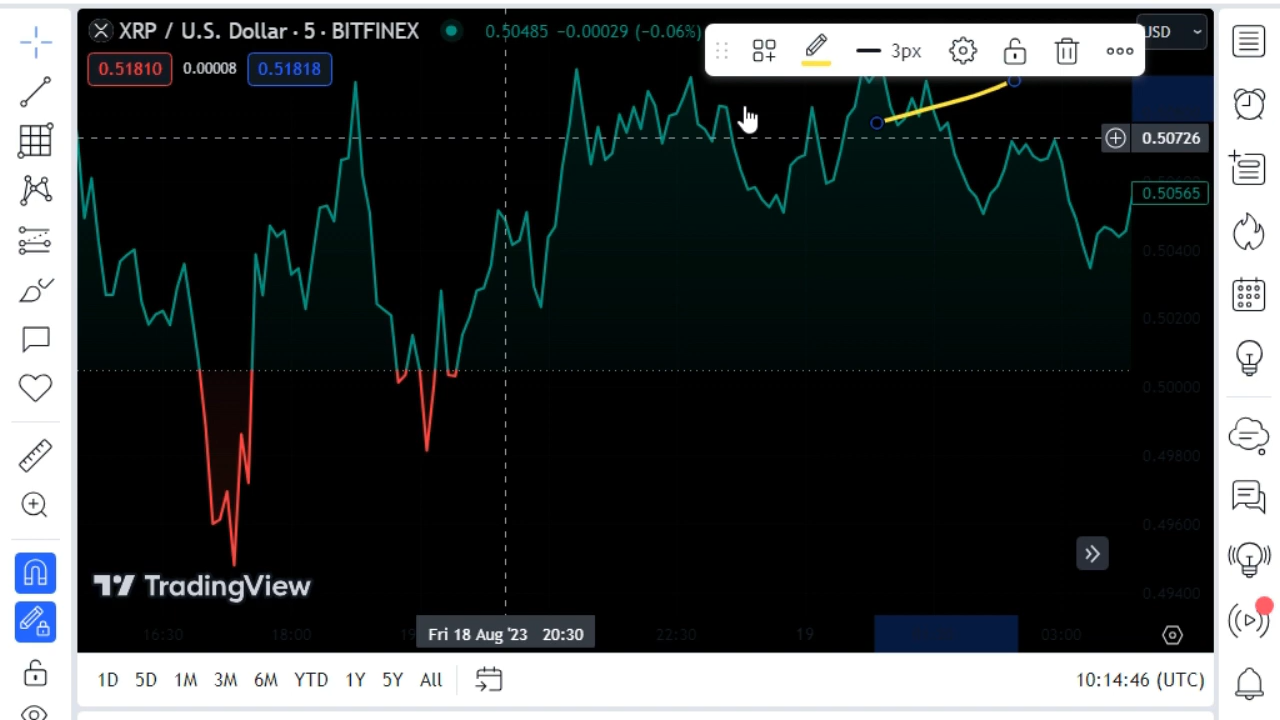 XRP / U.S. Dollar · 5 · BITFINEX 0.50485 −0.00029 (−0.06%)
USD
3px
0.51810 0.00008 0.51818
0.50726
0.50565
0.50400
0.50200
0.50000
0.49800
0.49600
0.49400
TradingView
16:30 18:00 19 Fri 18 Aug '23 20:30 22:30 19 03:00
1D 5D 1M 3M 6M YTD 1Y 5Y All 10:14:46 (UTC)